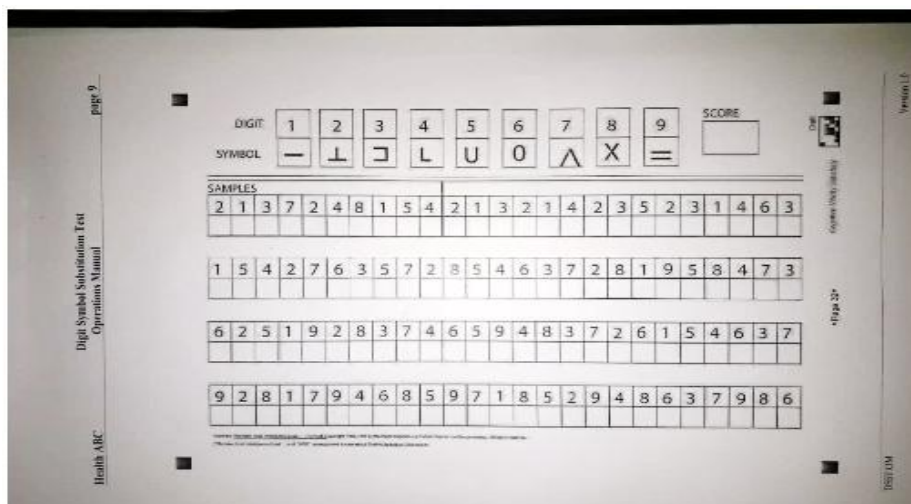 page 9
Digit Symbol Substitution Test
Operations Manual
Health ABC
DIGIT 1 2 3 4 5 6 7 8 9 SCORE
SYMBOL — ⊥ コ L U O Λ X =
SAMPLES
2 1 3 7 2 4 8 1 5 4 2 1 3 2 1 4 2 3 5 2 3 1 4 6 3
1 5 4 2 7 6 3 5 7 2 8 5 4 6 3 7 2 8 1 9 5 8 4 7 3
6 2 5 1 9 2 8 3 7 4 6 5 9 4 8 3 7 2 6 1 5 4 6 3 7
9 2 8 1 7 9 4 6 8 5 9 7 1 8 5 2 9 4 8 6 3 7 9 8 6
Draft
•Page 32•
Version 1.0